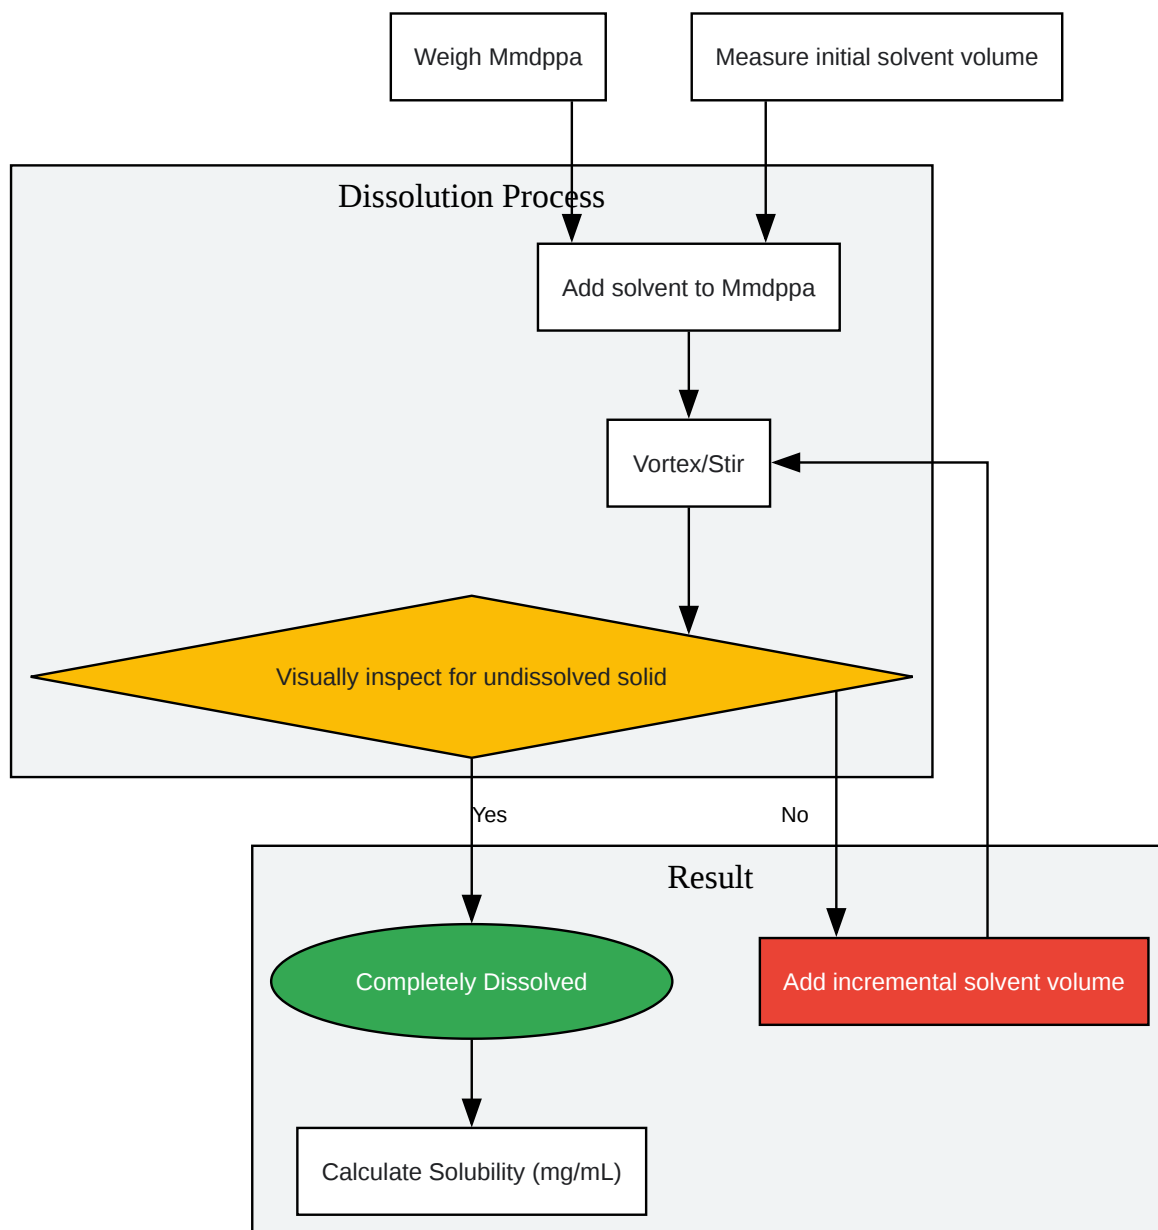 Weigh Mmdppa
Measure initial solvent volume
Dissolution Process
Add solvent to Mmdppa
Vortex/Stir
Visually inspect for undissolved solid
Yes
No
Result
Completely Dissolved
Add incremental solvent volume
Calculate Solubility (mg/mL)